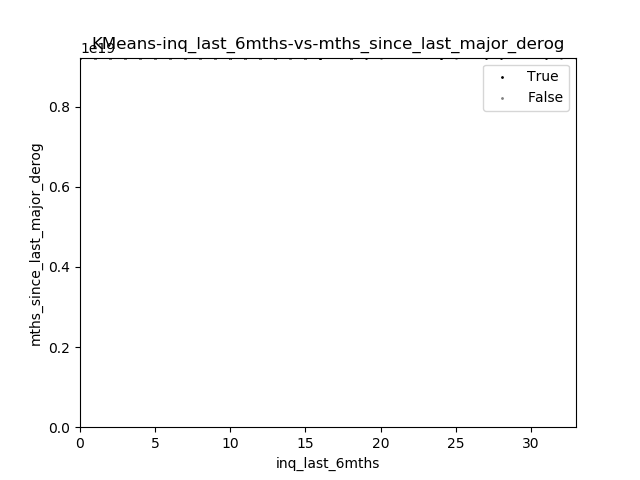 KMeans-inq_last_6mths-vs-mths_since_last_major_derog
1e19
True
False
0.8
0.6
0.4
0.2
0.0
mths_since_last_major_derog
0 5 10 15 20 25 30
inq_last_6mths